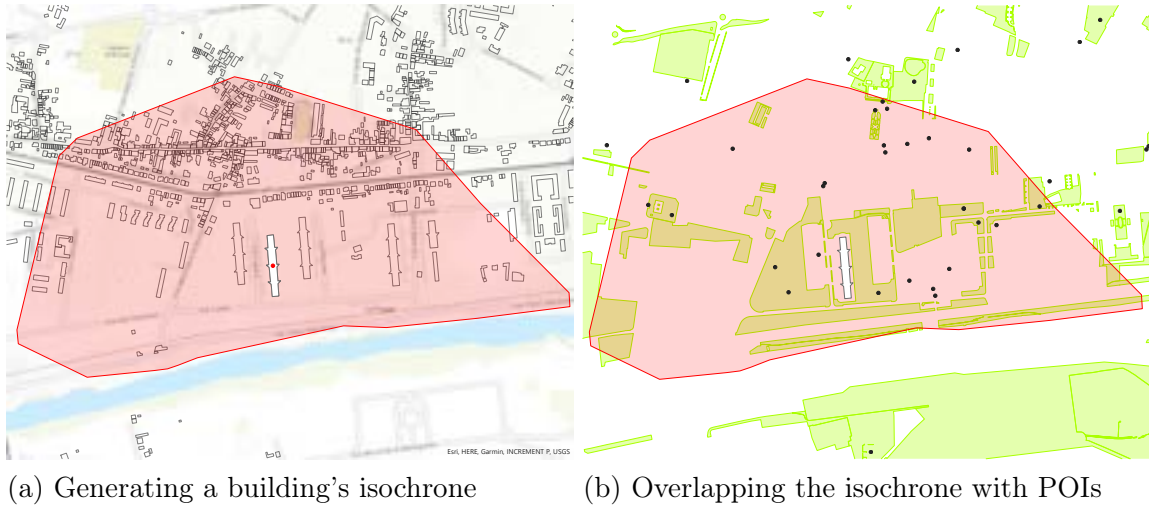 Esri, HERE, Garmin, INCREMENT P, USGS
(a) Generating a building's isochrone
(b) Overlapping the isochrone with POIs